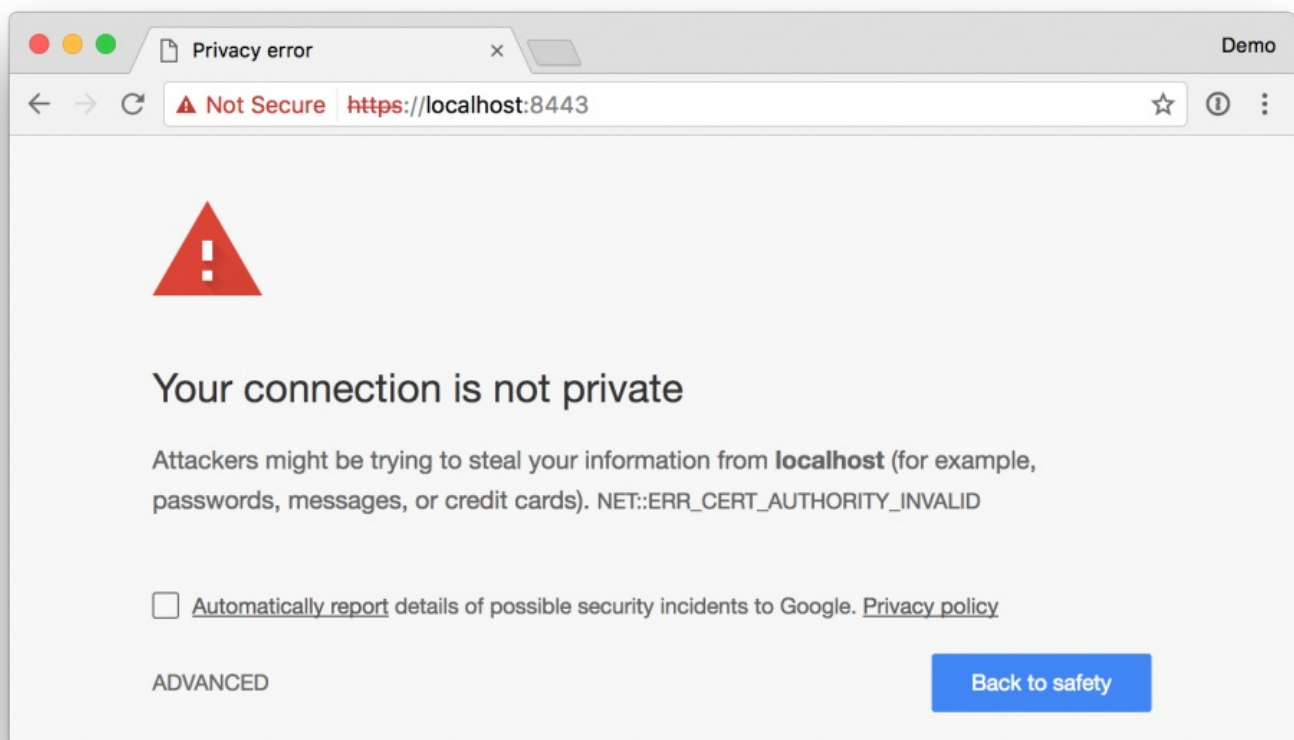 Privacy error
Demo
Not Secure https://localhost:8443
Your connection is not private
Attackers might be trying to steal your information from localhost (for example,
passwords, messages, or credit cards). NET::ERR_CERT_AUTHORITY_INVALID
Automatically report details of possible security incidents to Google. Privacy policy
ADVANCED
Back to safety